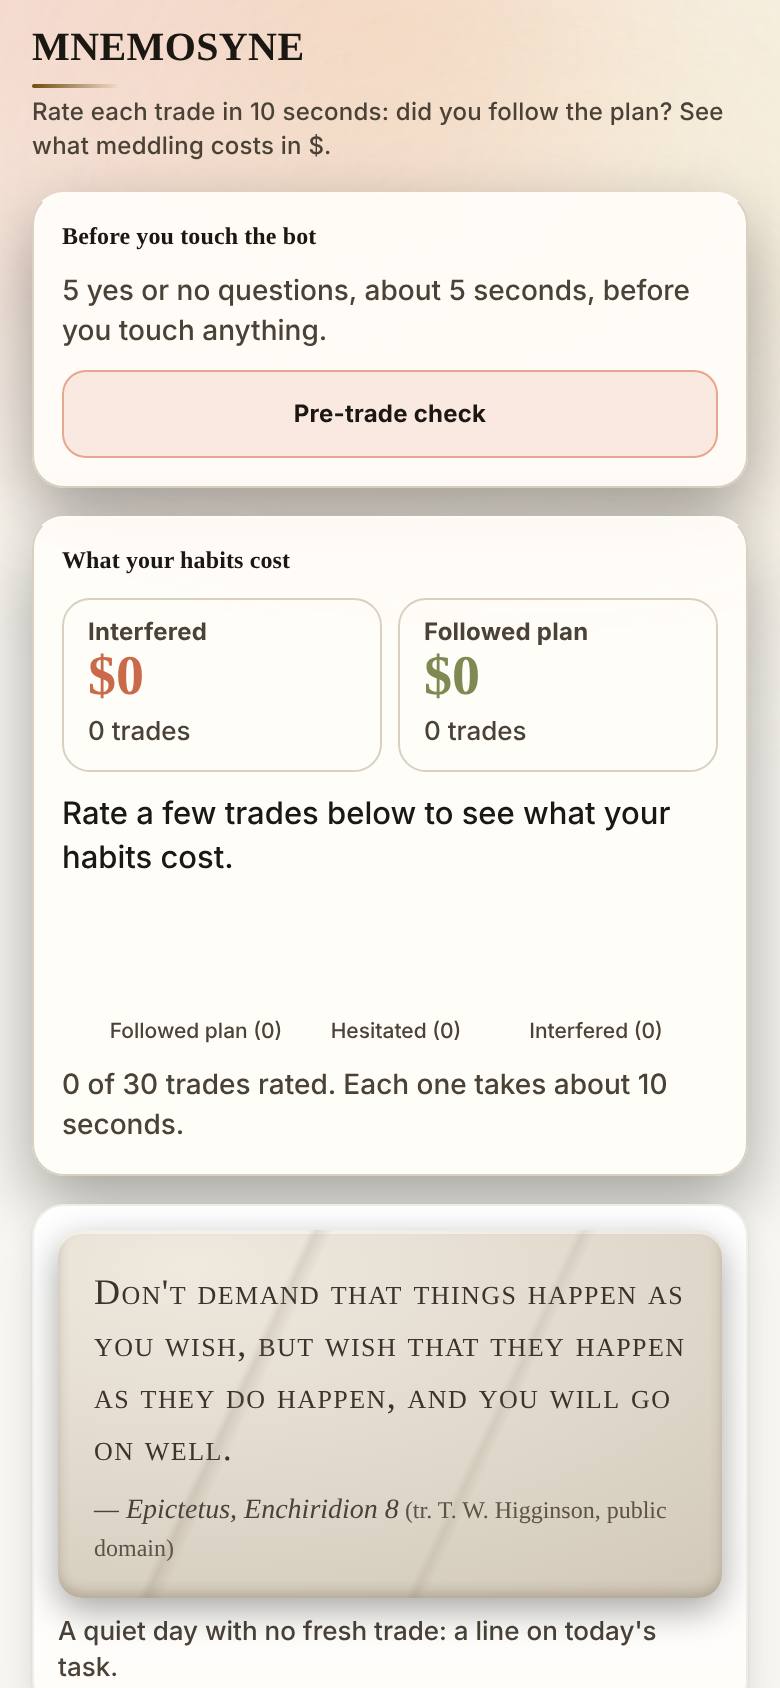 MNEMOSYNE
Rate each trade in 10 seconds: did you follow the plan? See
what meddling costs in $.
Before you touch the bot
5 yes or no questions, about 5 seconds, before
you touch anything.
Pre-trade check
What your habits cost
Interfered
$0
0 trades
Followed plan
$0
0 trades
Rate a few trades below to see what your
habits cost.
Followed plan (0) Hesitated (0) Interfered (0)
0 of 30 trades rated. Each one takes about 10
seconds.
Don't demand that things happen as
you wish, but wish that they happen
as they do happen, and you will go
on well.
— Epictetus, Enchiridion 8 (tr. T. W. Higginson, public
domain)
A quiet day with no fresh trade: a line on today's
task.